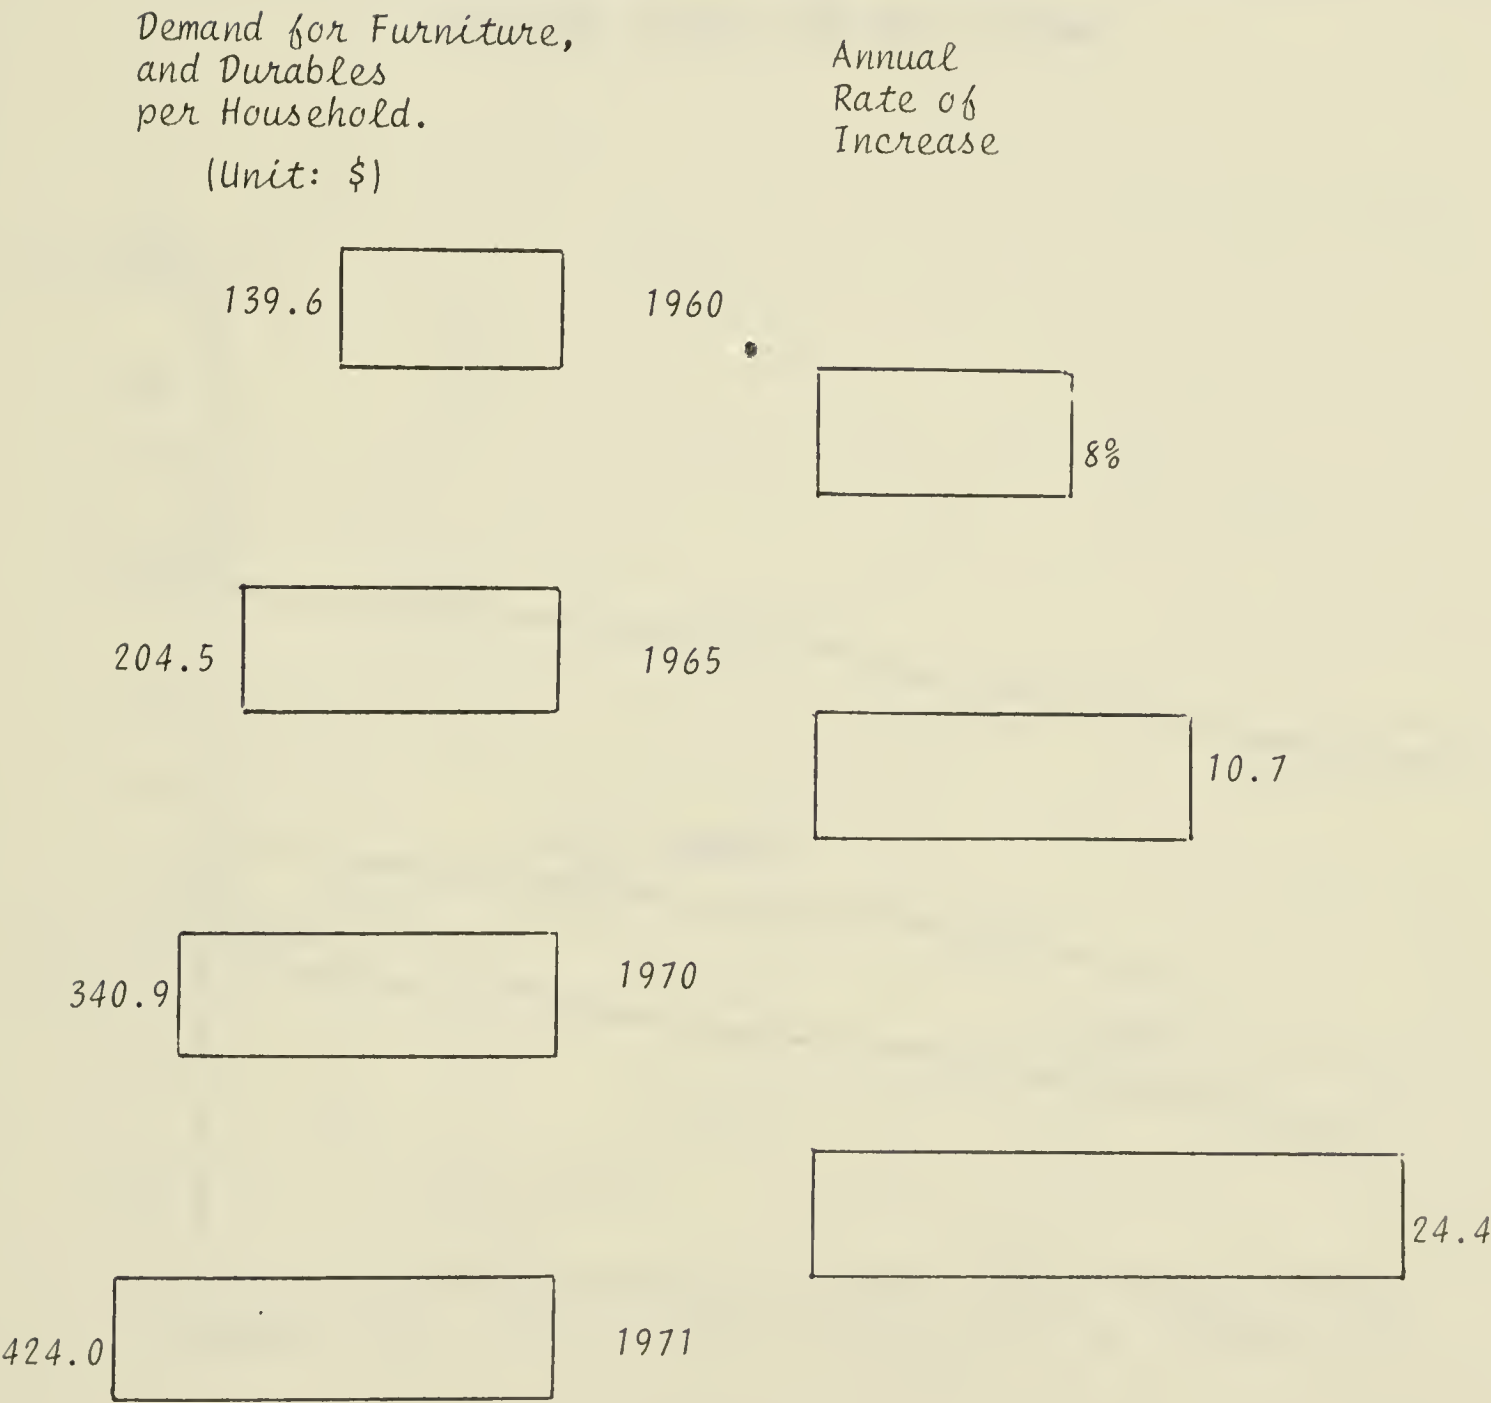 Demand for Furniture,
and Durables
per Household.
(Unit: $)
Annual
Rate of
Increase
139.6
1960
8%
204.5
1965
10.7
340.9
1970
24.4
424.0
1971